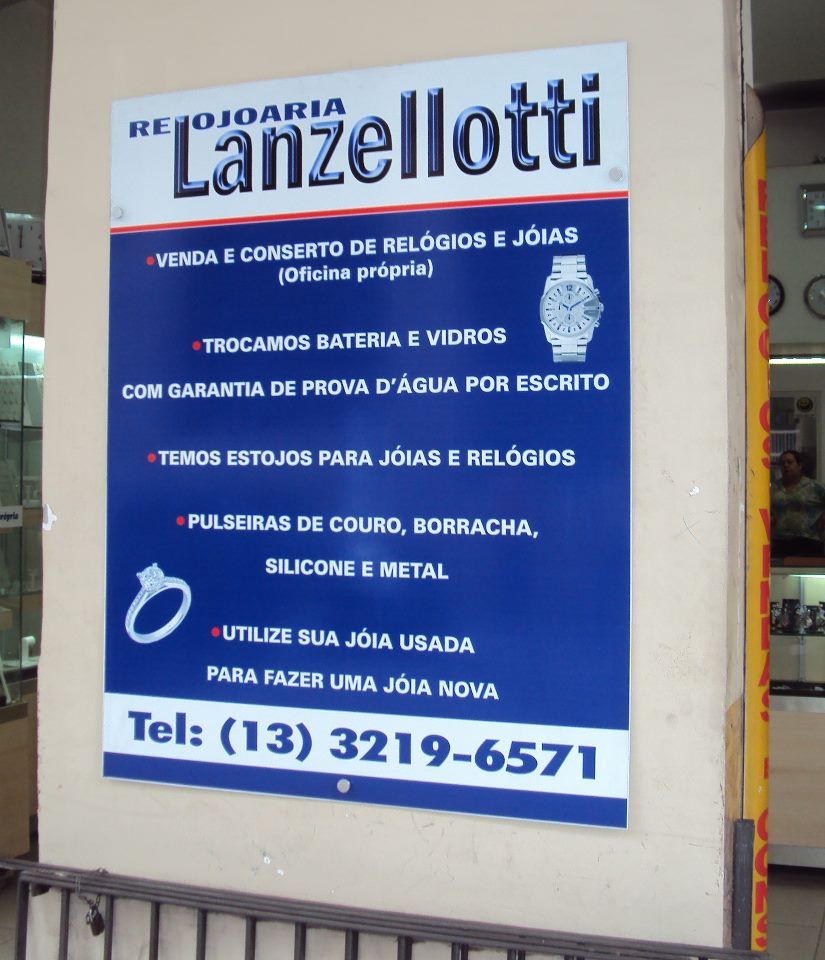 RELOJOARIA
Lanzellotti
•VENDA E CONSERTO DE RELÓGIOS E JÓIAS
(Oficina própria)
•TROCAMOS BATERIA E VIDROS
COM GARANTIA DE PROVA D'ÁGUA POR ESCRITO
•TEMOS ESTOJOS PARA JÓIAS E RELÓGIOS
•PULSEIRAS DE COURO, BORRACHA,
SILICONE E METAL
•UTILIZE SUA JÓIA USADA
PARA FAZER UMA JÓIA NOVA
Tel: (13) 3219-6571